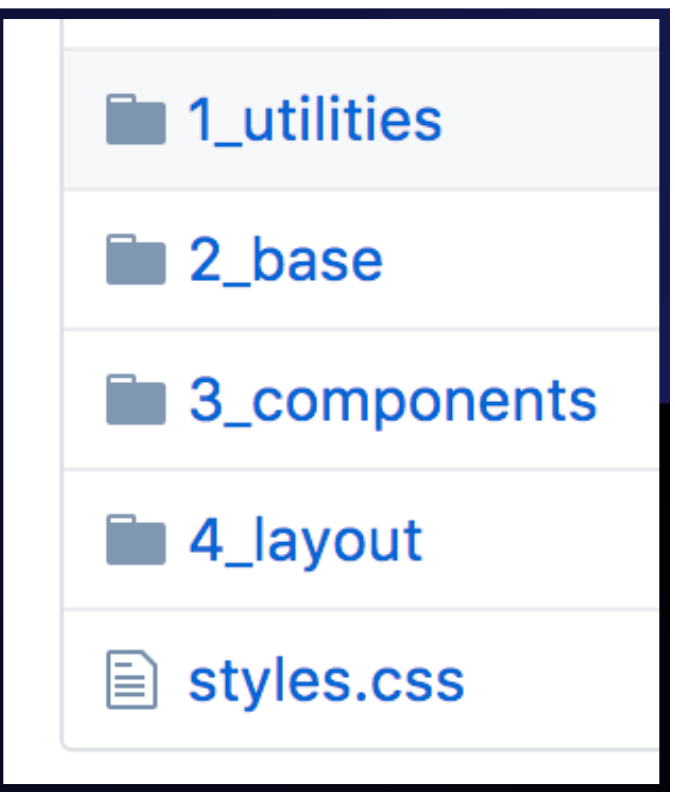 1_utilities
2_base
3_components
4_layout
styles.css